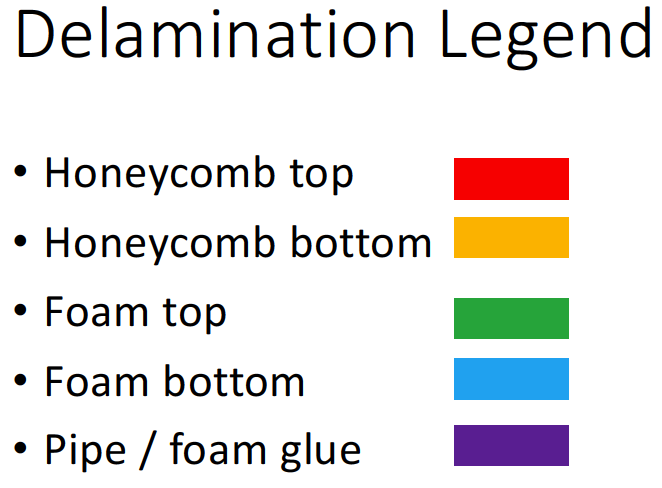 Delamination Legend
• Honeycomb top
• Honeycomb bottom
• Foam top
• Foam bottom
• Pipe / foam glue